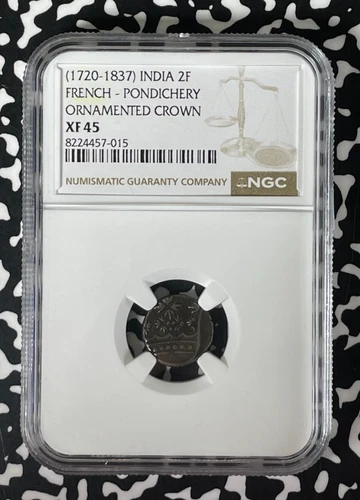 (1720-1837) INDIA 2F
FRENCH - PONDICHERY
ORNAMENTED CROWN
XF 45
8224457-015
NUMISMATIC GUARANTY COMPANY NGC